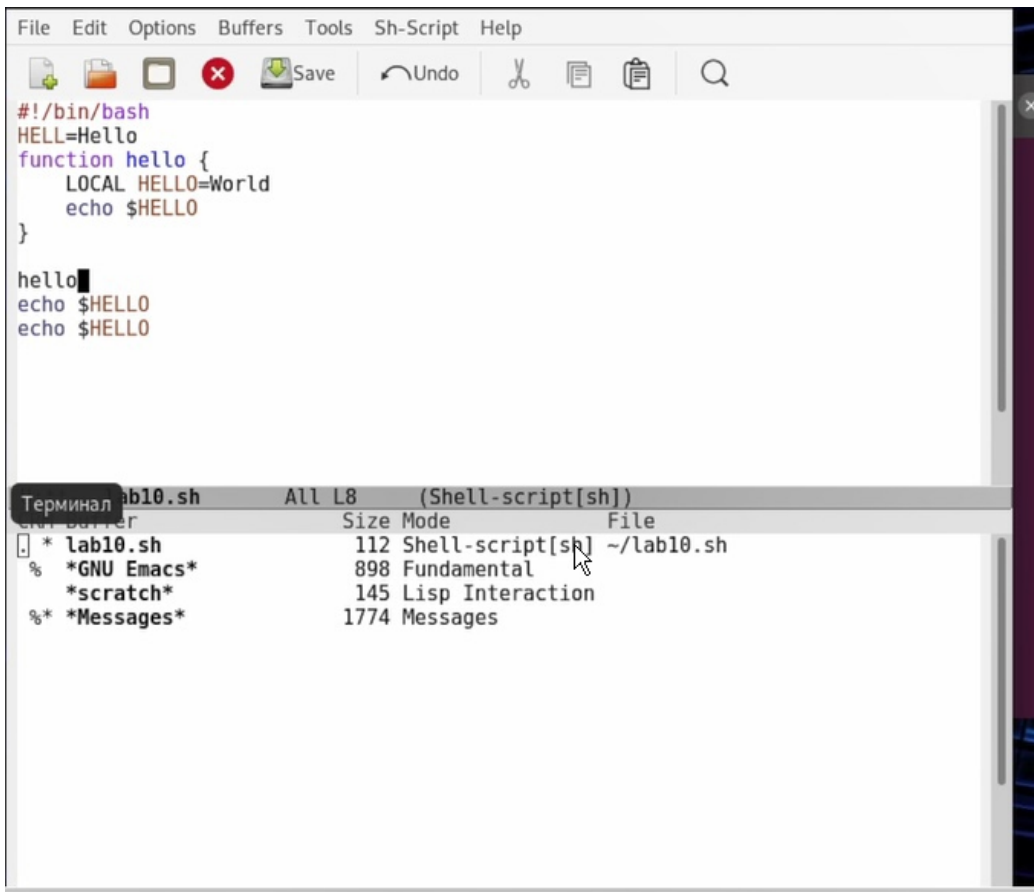 File Edit Options Buffers Tools Sh-Script Help
Save Undo
#!/bin/bash
HELL=Hello
function hello {
    LOCAL HELLO=World
    echo $HELLO
}
hello
echo $HELLO
echo $HELLO
Терминал ab10.sh All L8 (Shell-script[sh])
Size Mode File
. * lab10.sh 112 Shell-script[sh] ~/lab10.sh
% *GNU Emacs* 898 Fundamental
*scratch* 145 Lisp Interaction
%* *Messages* 1774 Messages